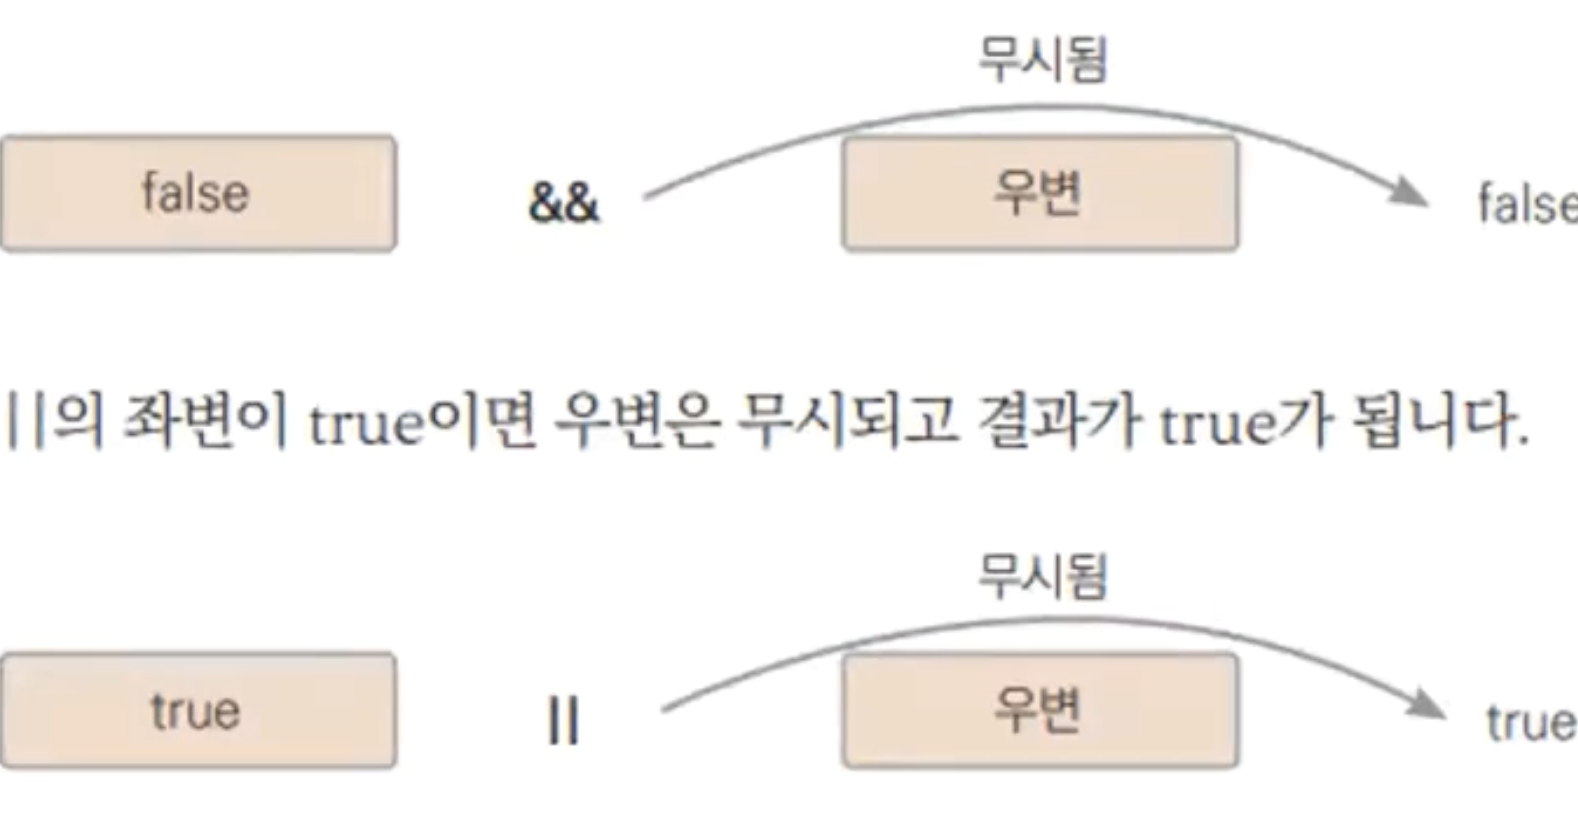 무시됨
false && 우변 false
||의 좌변이 true이면 우변은 무시되고 결과가 true가 됩니다.
무시됨
true || 우변 true